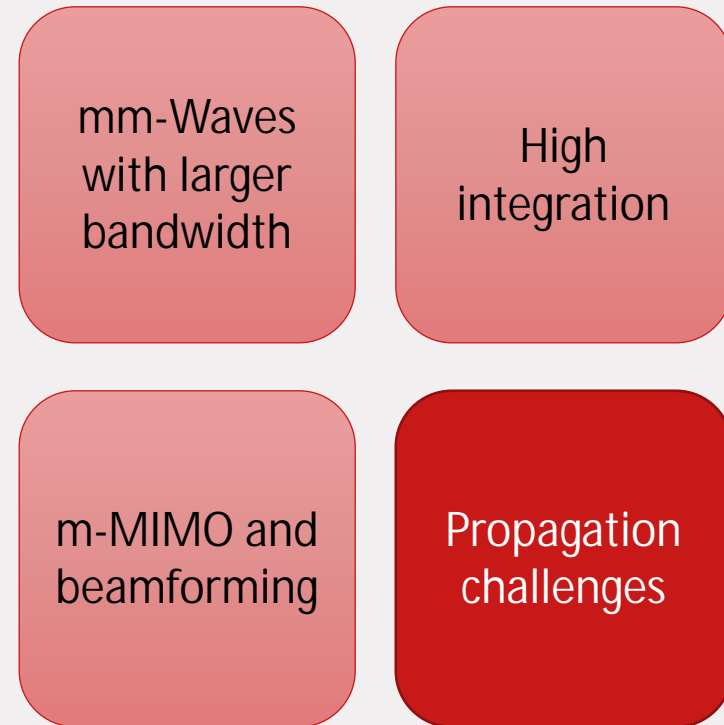 mm-Waves
with larger
bandwidth
High
integration
m-MIMO and
beamforming
Propagation
challenges